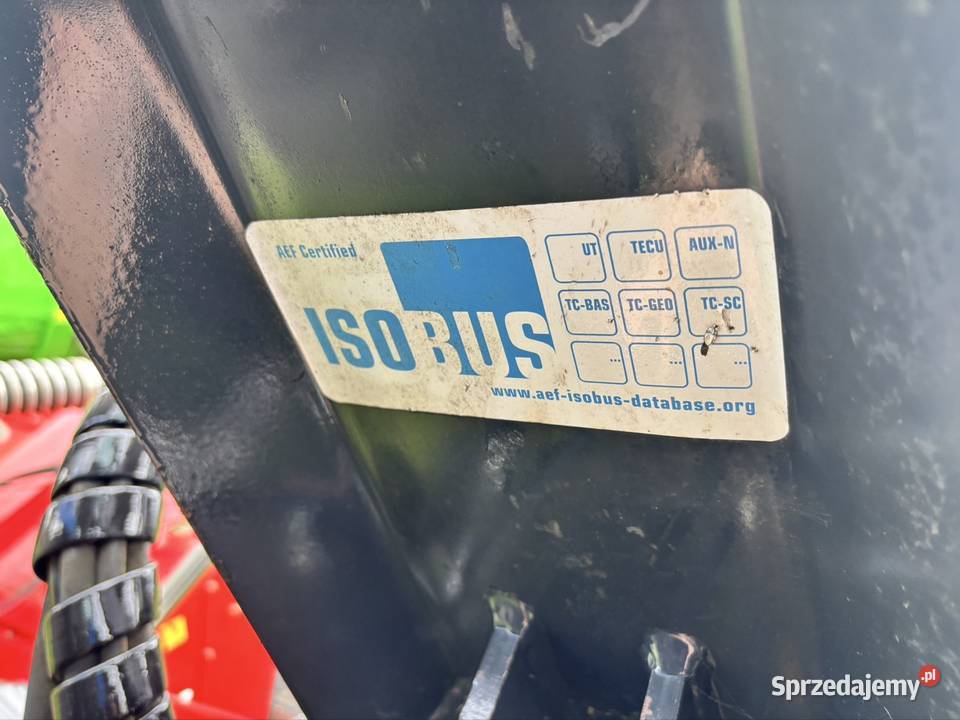 AEF Certified
ISOBUS
UT TECU AUX-N
TC-BAS TC-GEO TC-SC
... ... ...
www.aef-isobus-database.org
Sprzedajemy.pl